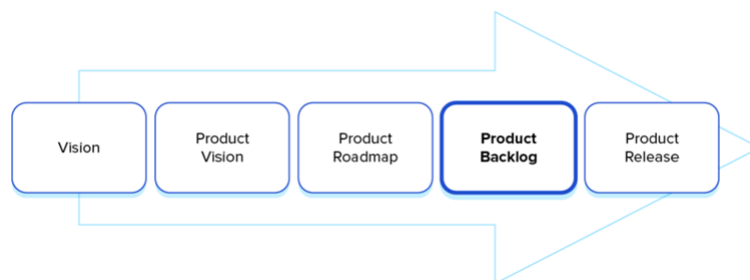 Vision
Product
Vision
Product
Roadmap
Product
Backlog
Product
Release